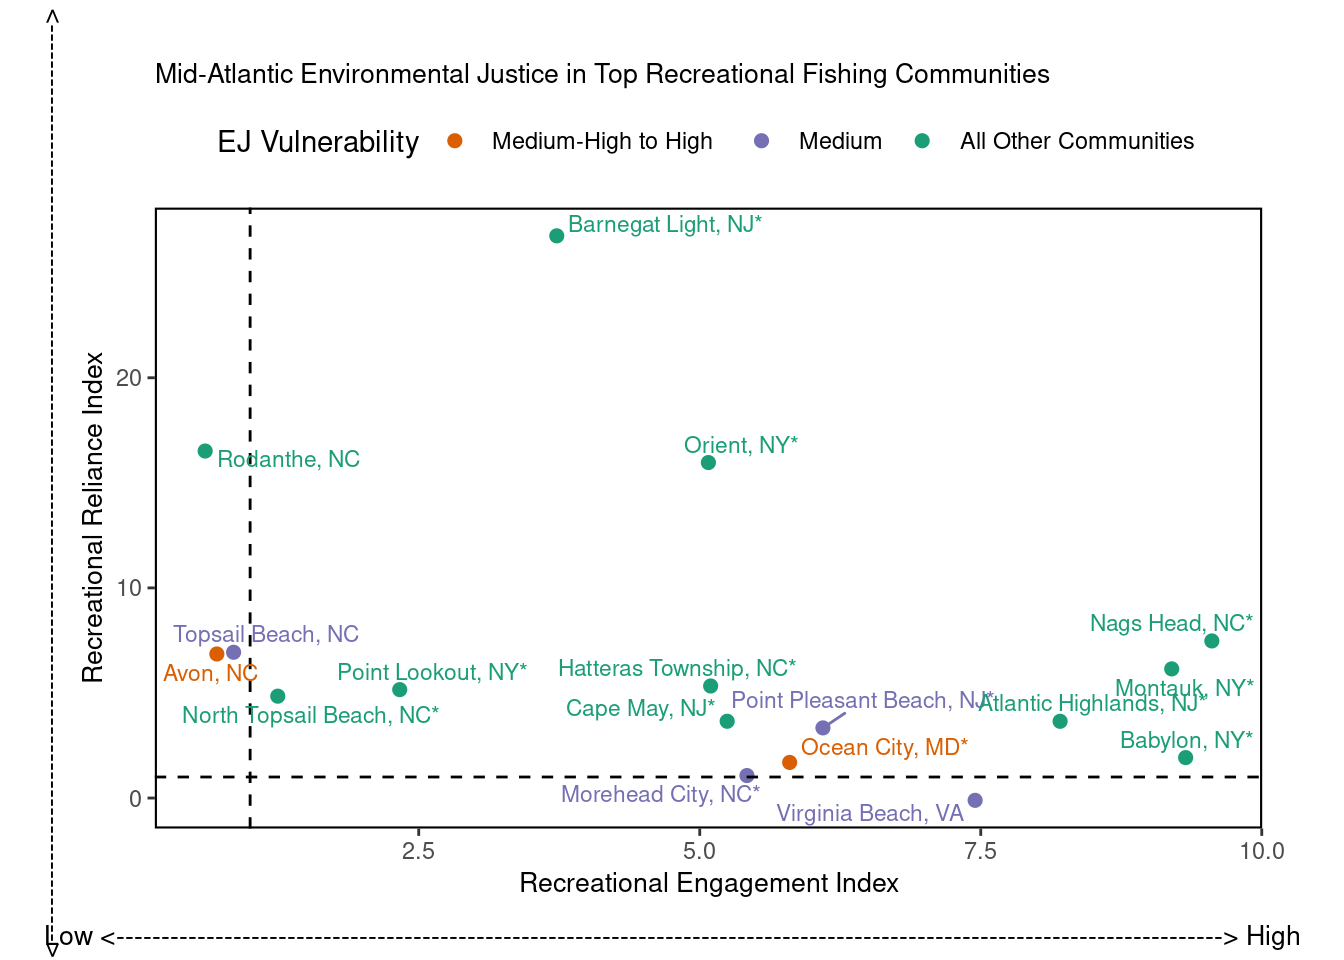 Mid-Atlantic Environmental Justice in Top Recreational Fishing Communities
EJ Vulnerability
Medium-High to High
Medium
All Other Communities
Barnegat Light, NJ*
Recreational Reliance Index
20
Rodanthe, NC
Orient, NY*
10
Topsail Beach, NC
Nags Head, NC*
Avon, NC
Point Lookout, NY*
Hatteras Township, NC*
Montauk, NY*
North Topsail Beach, NC*
Cape May, NJ*
Point Pleasant Beach, NJ*
Atlantic Highlands, NJ*
Ocean City, MD*
Babylon, NY*
0
Morehead City, NC*
Virginia Beach, VA
2.5
5.0
7.5
10.0
Recreational Engagement Index
Low <----------> High